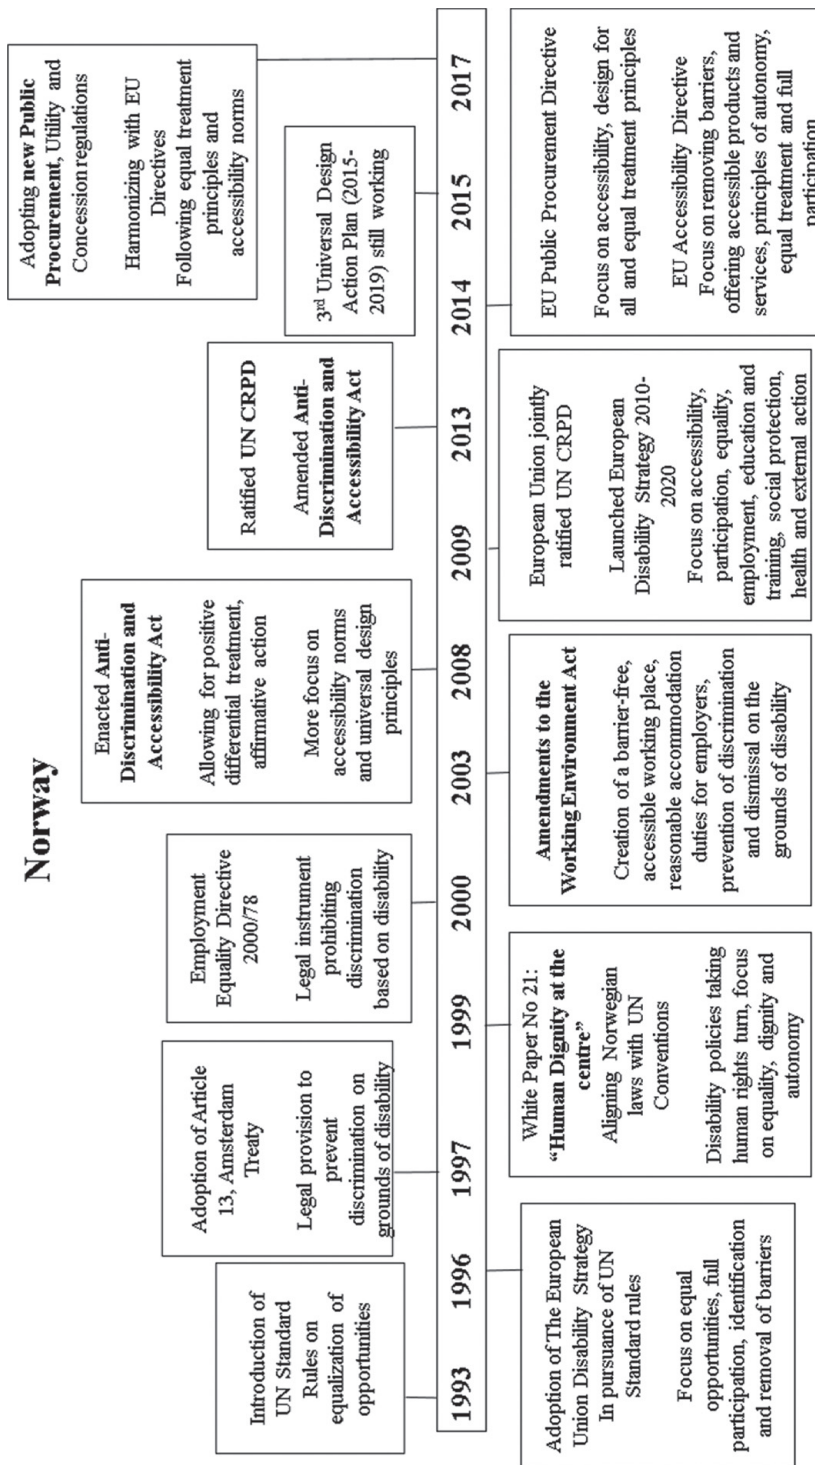 Norway
Introduction of
UN Standard
Rules on
equalization of
opportunities
Adoption of Article
13, Amsterdam
Treaty
Legal provision to
prevent
discrimination on
grounds of disability
Employment
Equality Directive
2000/78
Legal instrument
prohibiting
discrimination
based on disability
Enacted Anti-
Discrimination and
Accessibility Act
Allowing for positive
differential treatment,
affirmative action
More focus on
accessibility norms
and universal design
principles
Ratified UN CRPD
Amended Anti-
Discrimination and
Accessibility Act
3rd Universal Design
Action Plan (2015-
2019) still working
Adopting new Public
Procurement, Utility and
Concession regulations
Harmonizing with EU
Directives
Following equal treatment
principles and
accessibility norms
1993 1996 1997 1999 2000 2003 2008 2009 2013 2014 2015 2017
Adoption of The European
Union Disability Strategy
In pursuance of UN
Standard rules
Focus on equal
opportunities, full
participation, identification
and removal of barriers
White Paper No 21:
“Human Dignity at the
centre”
Aligning Norwegian
laws with UN
Conventions
Disability policies taking
human rights turn, focus
on equality, dignity and
autonomy
Amendments to the
Working Environment Act
Creation of a barrier-free,
accessible working place,
reasonable accommodation
duties for employers,
prevention of discrimination
and dismissal on the
grounds of disability
European Union jointly
ratified UN CRPD
Launched European
Disability Strategy 2010-
2020
Focus on accessibility,
participation, equality,
employment, education and
training, social protection,
health and external action
EU Public Procurement Directive
Focus on accessibility, design for
all and equal treatment principles
EU Accessibility Directive
Focus on removing barriers,
offering accessible products and
services, principles of autonomy,
equal treatment and full
participation